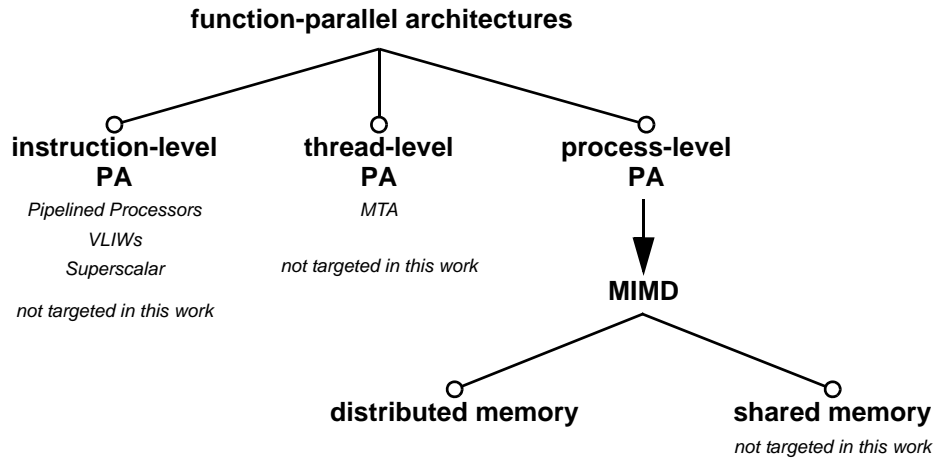 function-parallel architectures
instruction-level
PA
Pipelined Processors
VLIWs
Superscalar
not targeted in this work
thread-level
PA
MTA
not targeted in this work
process-level
PA
MIMD
distributed memory
shared memory
not targeted in this work